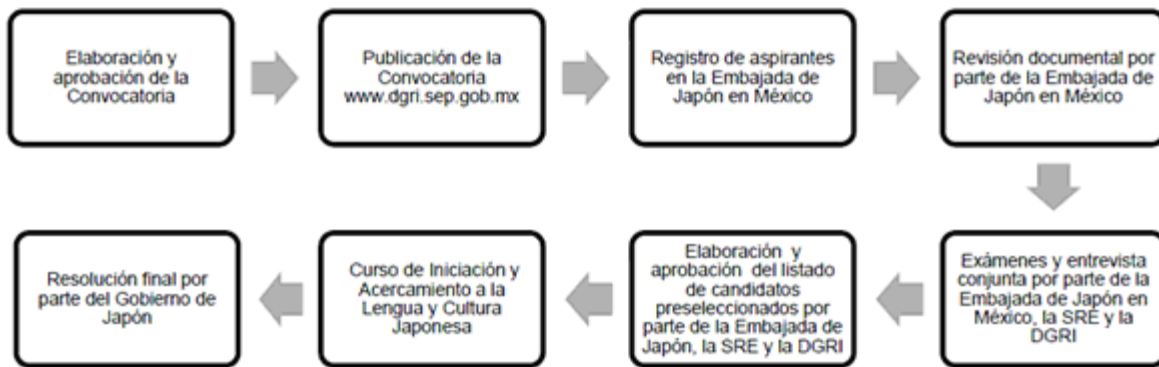 Elaboración y
aprobación de la
Convocatoria
Publicación de la
Convocatoria
www.dgri.sep.gob.mx
Registro de aspirantes
en la Embajada de
Japón en México
Revisión documental por
parte de la Embajada de
Japón en México
Exámenes y entrevista
conjunta por parte de la
Embajada de Japón en
México, la SRE y la
DGRI
Elaboración y
aprobación del listado
de candidatos
preseleccionados por
parte de la Embajada de
Japón, la SRE y la DGRI
Curso de Iniciación y
Acercamiento a la
Lengua y Cultura
Japonesa
Resolución final por
parte del Gobierno de
Japón